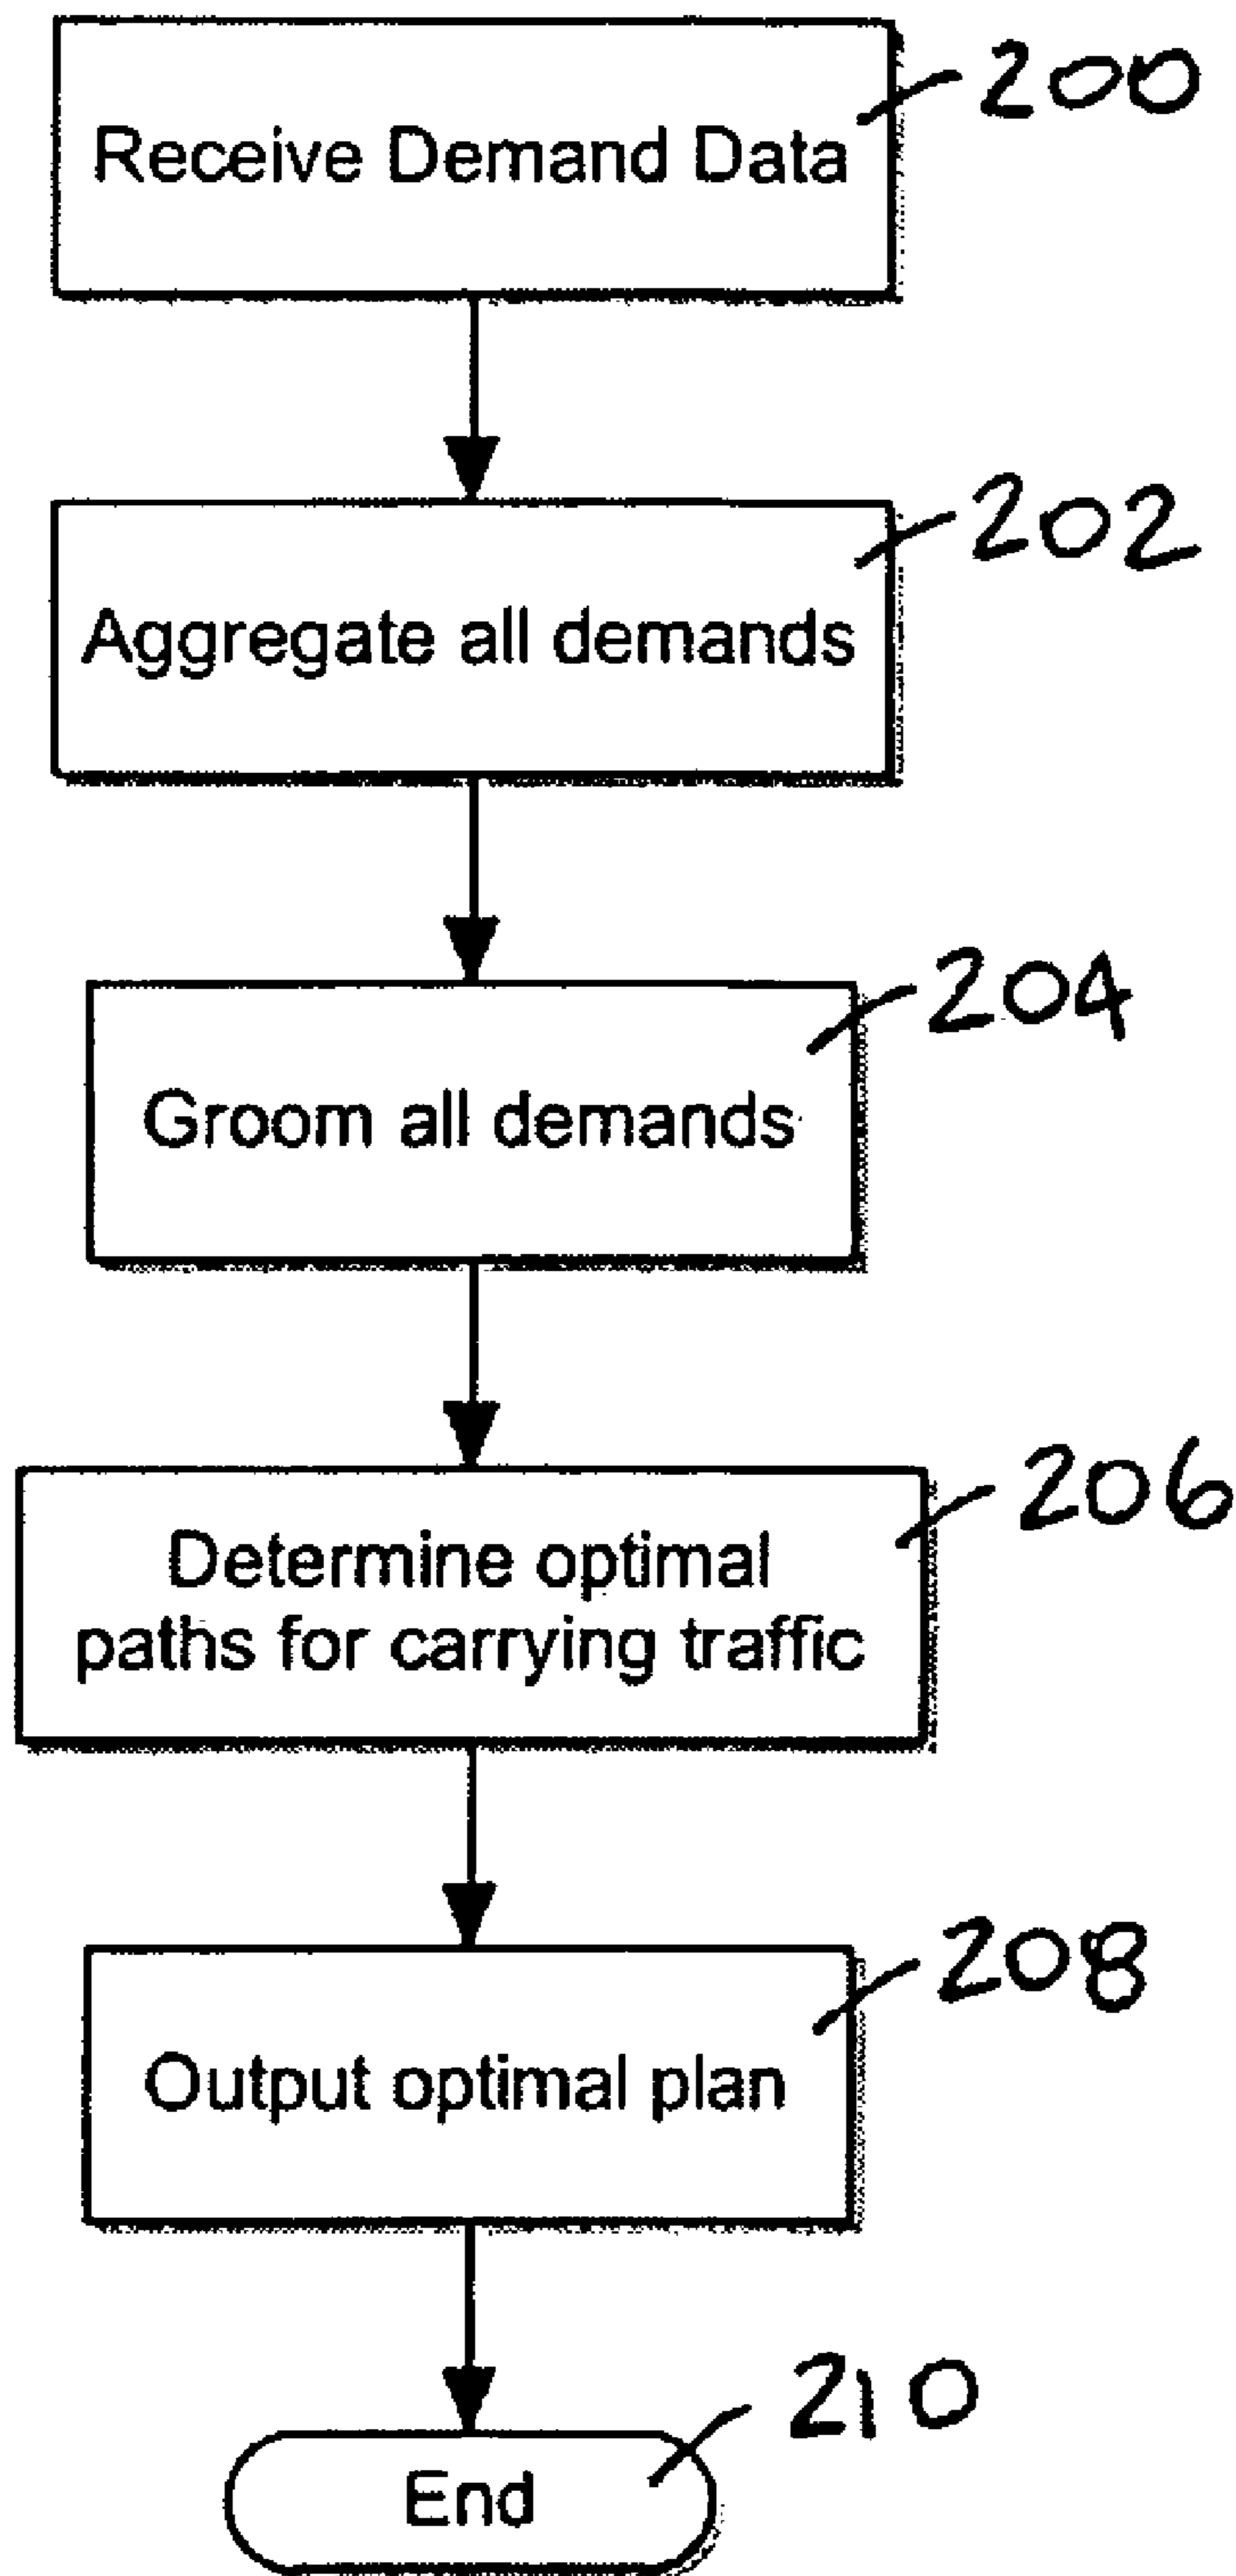 200
Receive Demand Data
202
Aggregate all demands
204
Groom all demands
206
Determine optimal
paths for carrying traffic
208
Output optimal plan
210
End